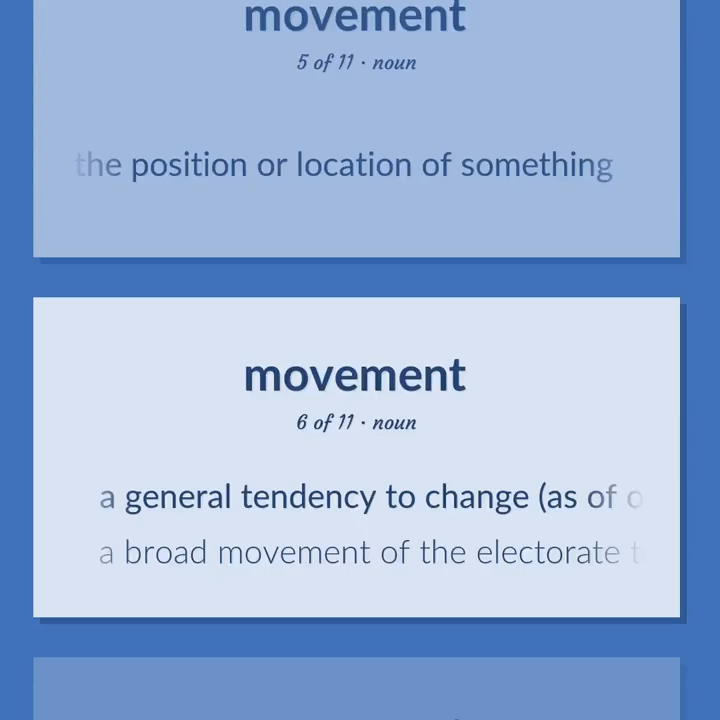 movement
5 of 11 · noun
the position or location of something
movement
6 of 11 · noun
a general tendency to change (as of
a broad movement of the electorate